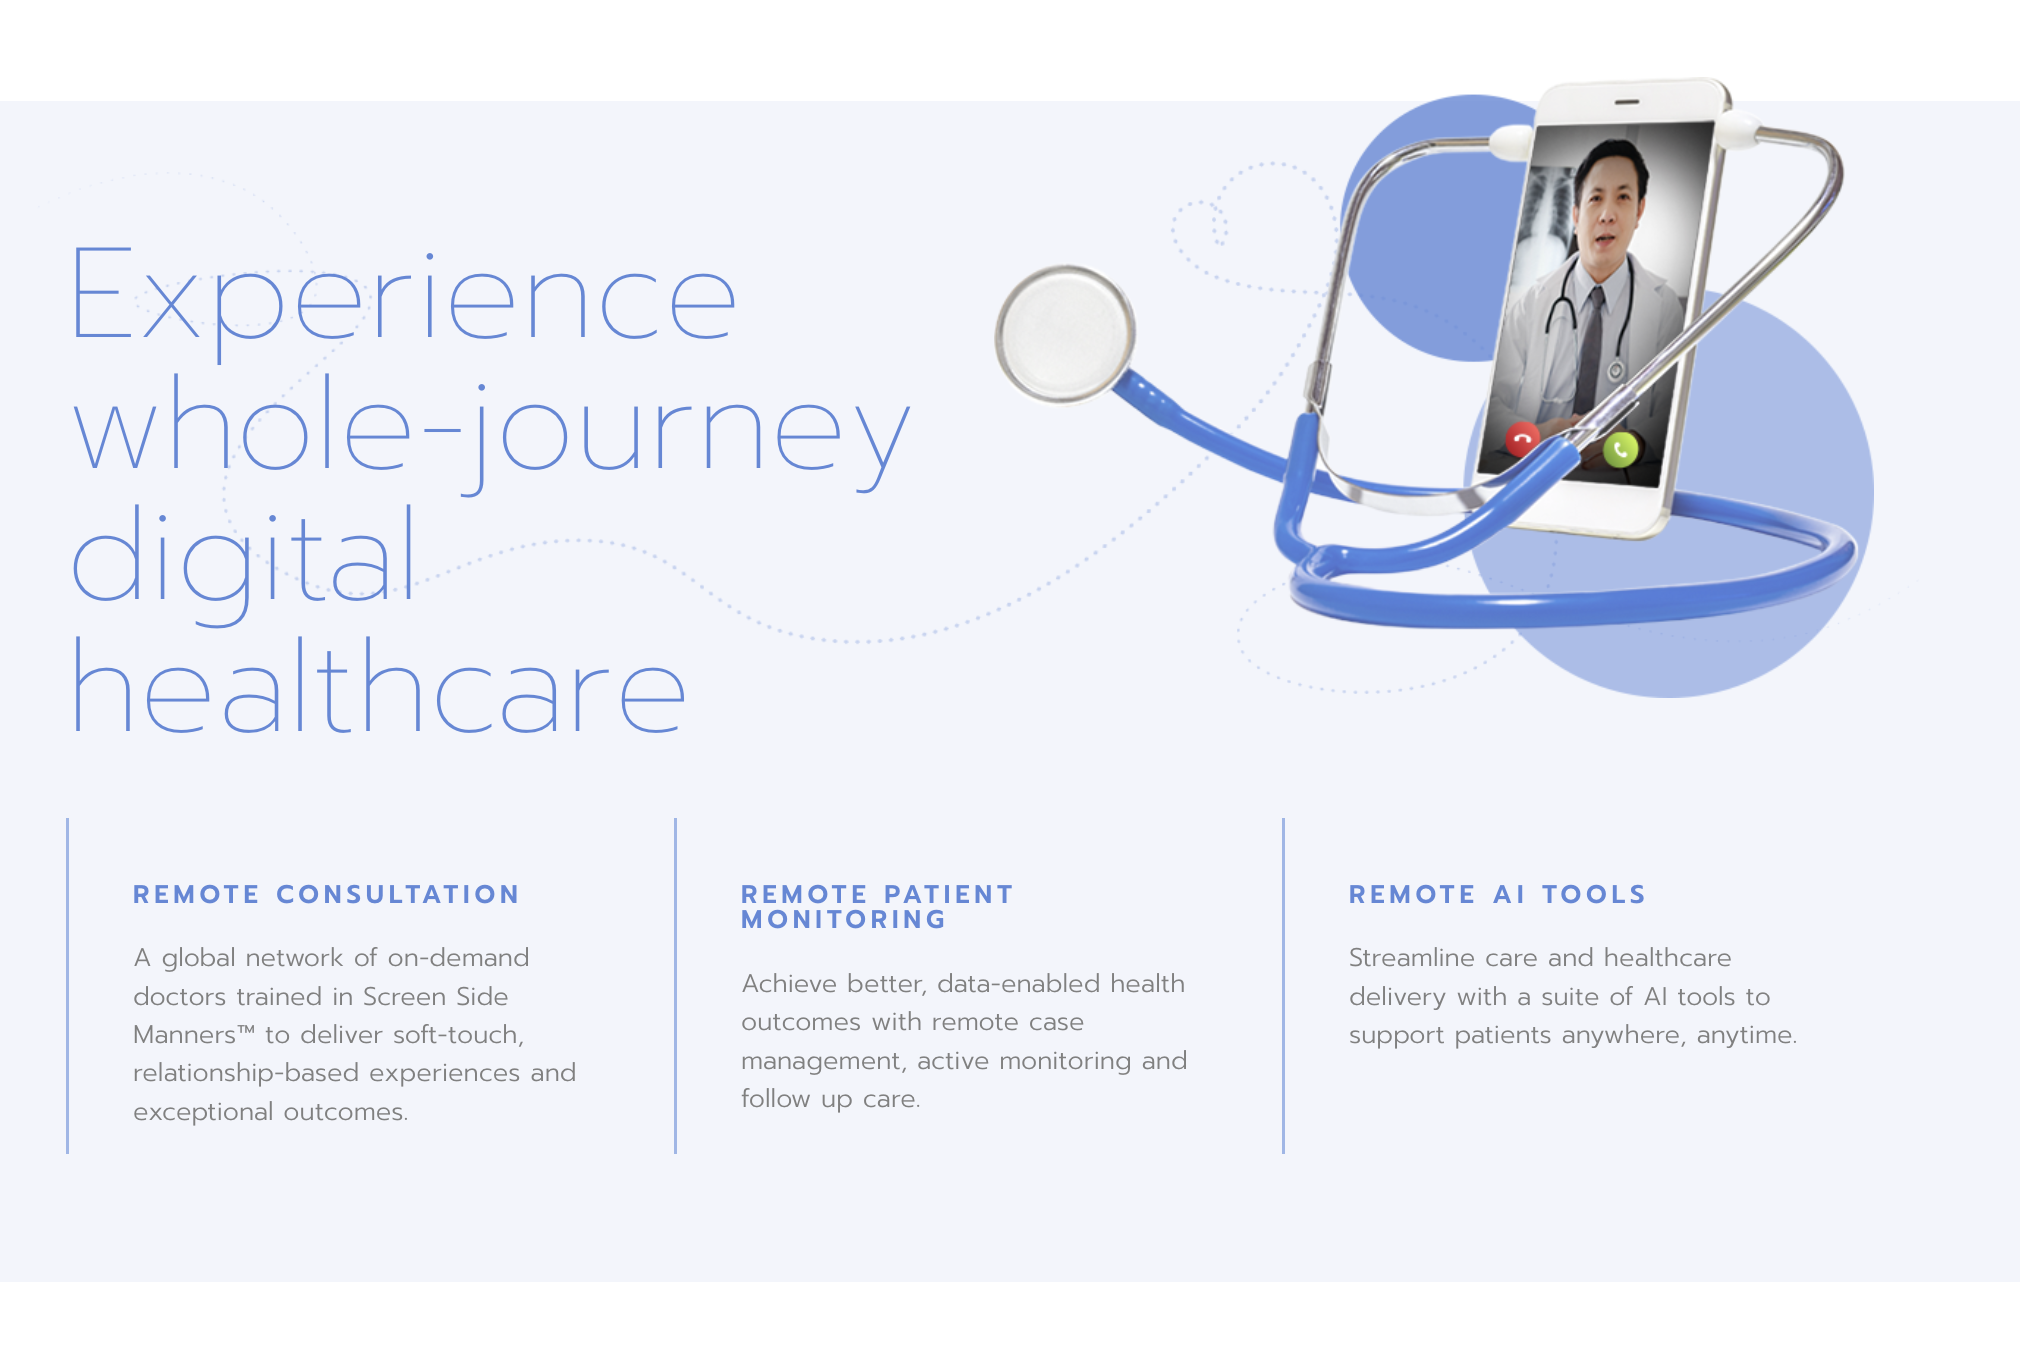 Experience
whole-journey
digital
healthcare
REMOTE CONSULTATION
A global network of on-demand
doctors trained in Screen Side
Manners™ to deliver soft-touch,
relationship-based experiences and
exceptional outcomes.
REMOTE PATIENT
MONITORING
Achieve better, data-enabled health
outcomes with remote case
management, active monitoring and
follow up care.
REMOTE AI TOOLS
Streamline care and healthcare
delivery with a suite of AI tools to
support patients anywhere, anytime.